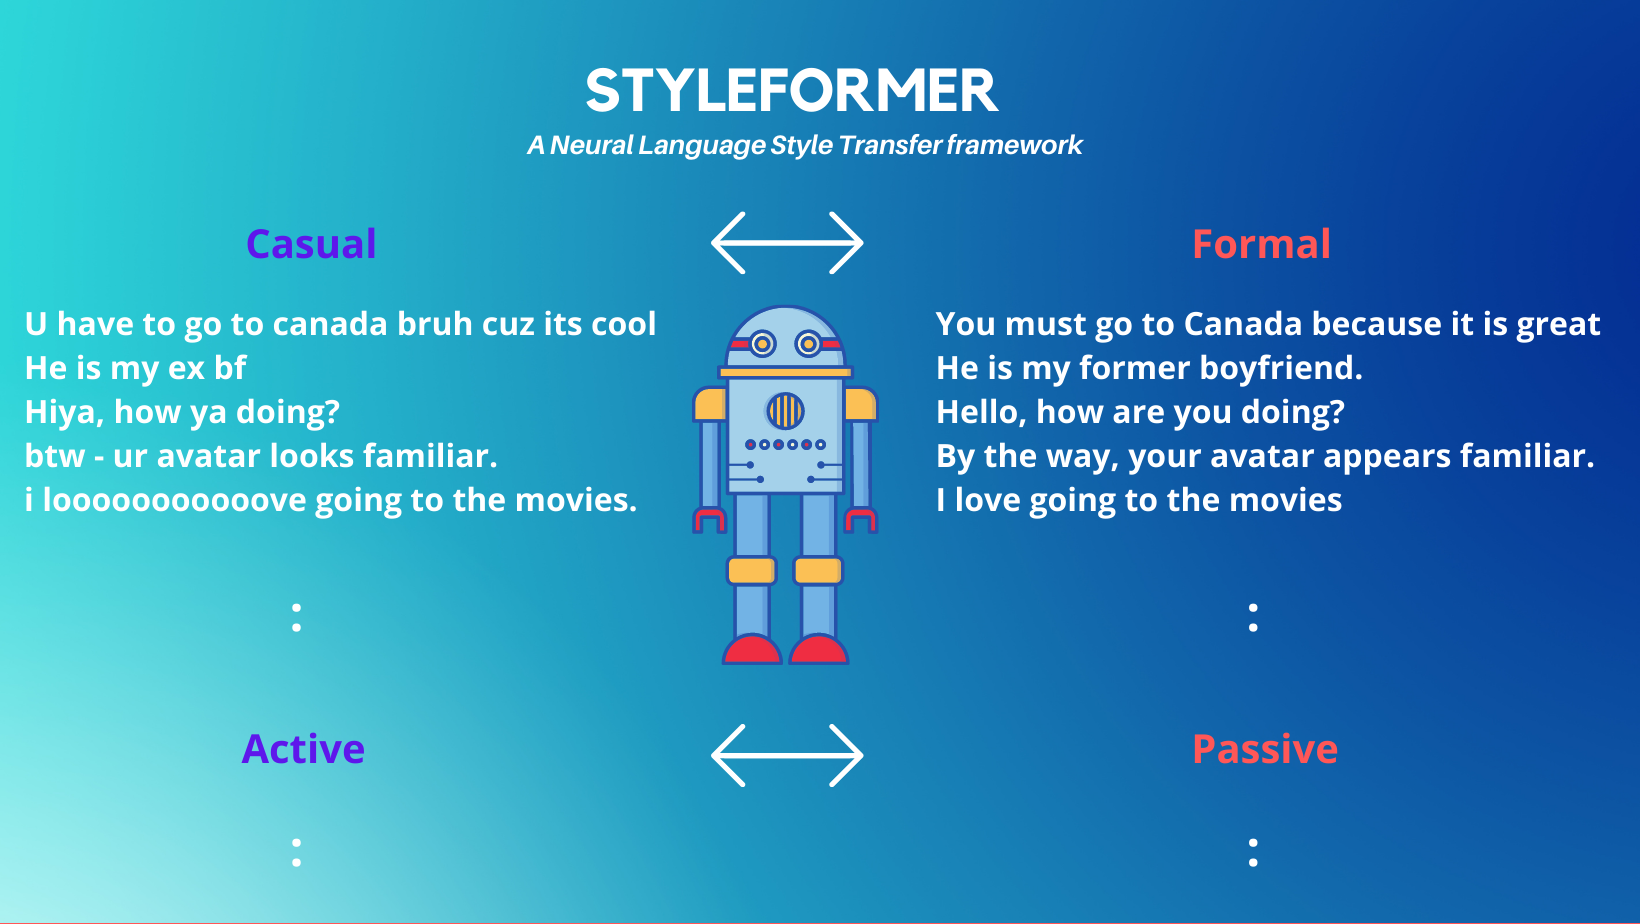 STYLEFORMER
A Neural Language Style Transfer framework
Casual
U have to go to canada bruh cuz its cool
He is my ex bf
Hiya, how ya doing?
btw - ur avatar looks familiar.
i looooooooooove going to the movies.
:
Formal
You must go to Canada because it is great
He is my former boyfriend.
Hello, how are you doing?
By the way, your avatar appears familiar.
I love going to the movies
:
Active
:
Passive
: